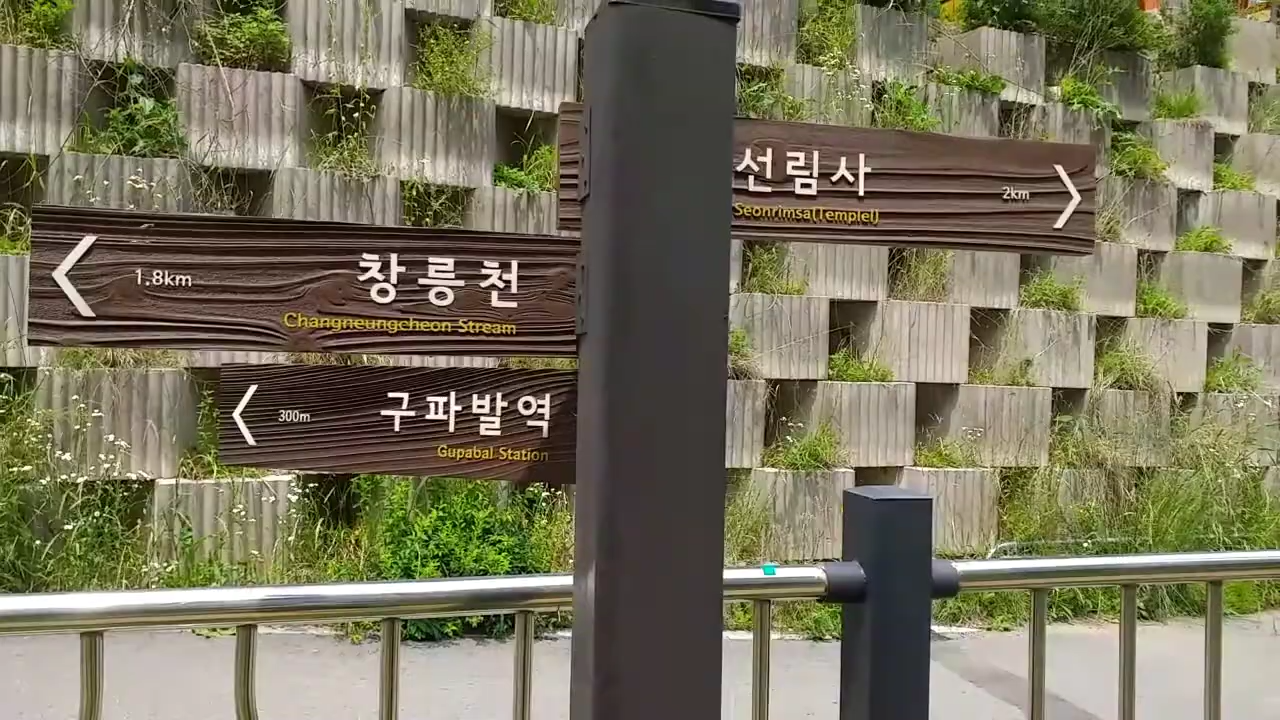 선림사
2km
Seonrimsa(Templel)
1.8km
창릉천
Changneungcheon Stream
300m
구파발역
Gupabal Station